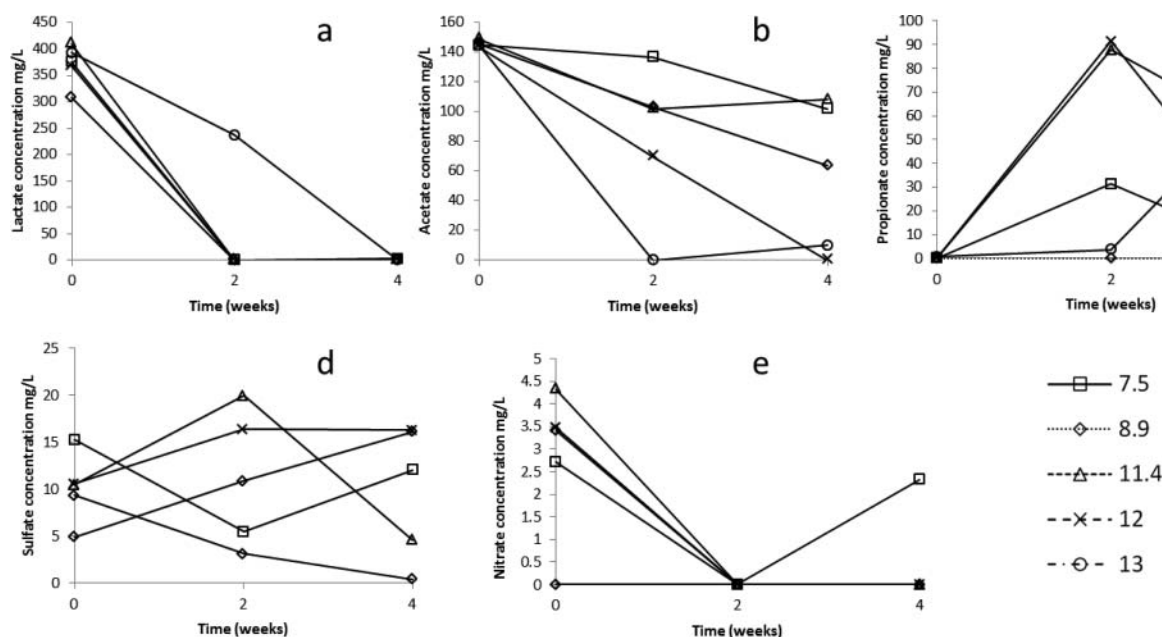 a
450
400
350
300
250
200
150
100
50
0
0 2 4
Lactate concentration mg/L
Time (weeks)
b
160
140
120
100
80
60
40
20
0
0 2 4
Acetate concentration mg/L
Time (weeks)
100
90
80
70
60
50
40
30
20
10
0
0 2
Propionate concentration mg/L
Time (weeks)
d
25
20
15
10
5
0
0 2 4
Sulfate concentration mg/L
Time (weeks)
e
5
4.5
4
3.5
3
2.5
2
1.5
1
0.5
0
0 2 4
Nitrate concentration mg/L
Time (weeks)
7.5
8.9
11.4
12
13